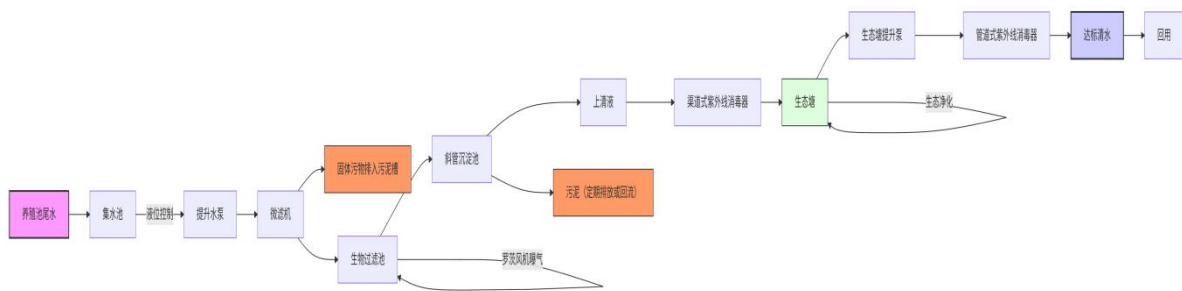 养殖池尾水
集水池
液位控制
提升水泵
微滤机
固体污物排入污泥槽
生物过滤池
罗茨风机曝气
斜管沉淀池
上清液
污泥（定期排放或回流）
渠道式紫外线消毒器
生态塘
生态净化
生态塘提升泵
管道式紫外线消毒器
达标清水
回用